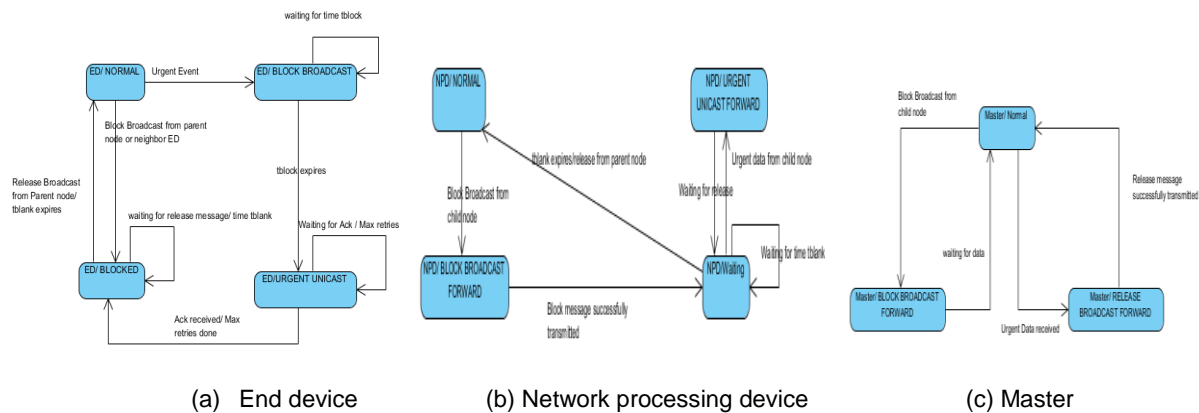 waiting for time tblock
ED/ NORMAL
Urgent Event
ED/ BLOCK BROADCAST
Block Broadcast from parent
node or neighbor ED
tblock expires
Release Broadcast
from Parent node/
tblank expires
waiting for release message/ time tblank
Waiting for Ack / Max retries
ED/ BLOCKED
ED/URGENT UNICAST
Ack received/ Max
retries done
(a) End device
NPD/ NORMAL
NPD/ URGENT
UNICAST FORWARD
tblank expires/release from parent node
Urgent data from child node
Waiting for release
Block Broadcast from
child node
Waiting for time tblank
NPD/ BLOCK BROADCAST
FORWARD
NPD/Waiting
Block message successfully
transmitted
(b) Network processing device
Block Broadcast from
child node
Master/ Normal
Release message
successfully transmitted
waiting for data
Master/ BLOCK BROADCAST
FORWARD
Master/ RELEASE
BROADCAST FORWARD
Urgent Data received
(c) Master